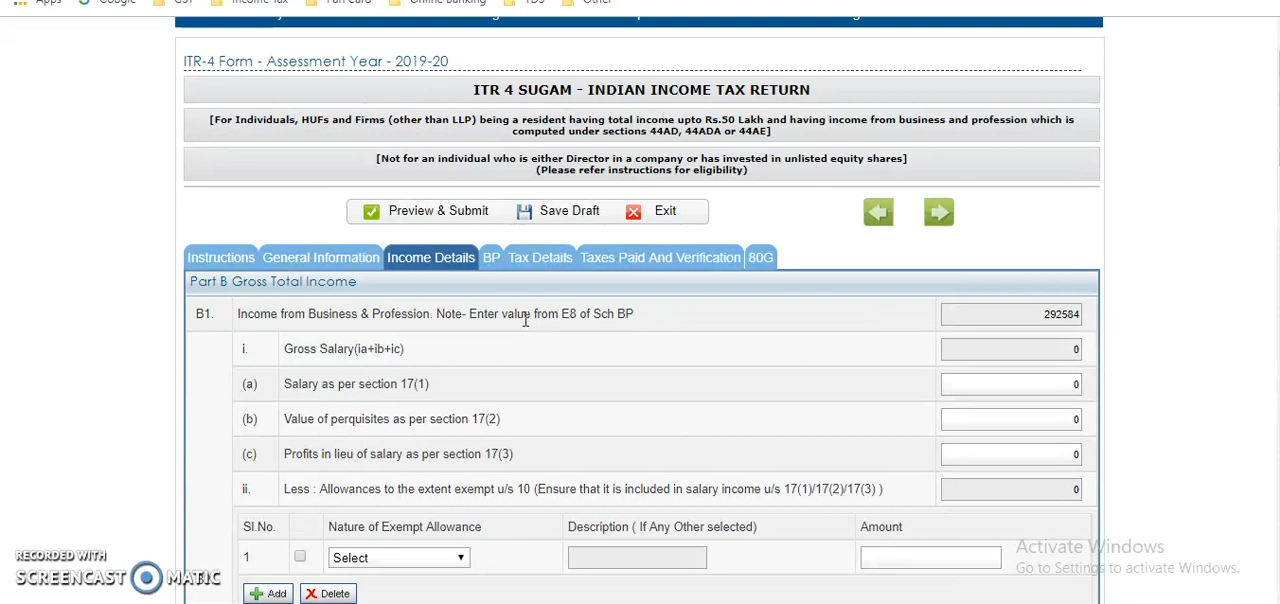 Apps Google GST Income Tax Pan Card Online Banking TDS Other
ITR-4 Form - Assessment Year - 2019-20
ITR 4 SUGAM - INDIAN INCOME TAX RETURN
[For Individuals, HUFs and Firms (other than LLP) being a resident having total income upto Rs.50 Lakh and having income from business and profession which is
computed under sections 44AD, 44ADA or 44AE]
[Not for an individual who is either Director in a company or has invested in unlisted equity shares]
(Please refer instructions for eligibility)
Preview & Submit Save Draft Exit
Instructions General Information Income Details BP Tax Details Taxes Paid And Verification 80G
Part B Gross Total Income
B1. Income from Business & Profession. Note- Enter value from E8 of Sch BP 292584
i. Gross Salary(ia+ib+ic) 0
(a) Salary as per section 17(1) 0
(b) Value of perquisites as per section 17(2) 0
(c) Profits in lieu of salary as per section 17(3) 0
ii. Less : Allowances to the extent exempt u/s 10 (Ensure that it is included in salary income u/s 17(1)/17(2)/17(3) ) 0
Sl.No. Nature of Exempt Allowance Description ( If Any Other selected) Amount
1 Select
Add Delete
Activate Windows
Go to Settings to activate Windows.
RECORDED WITH
SCREENCAST MATIC